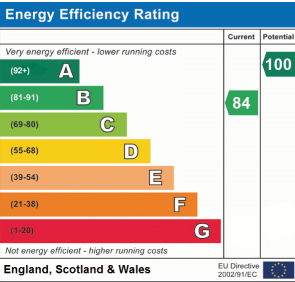 Energy Efficiency Rating
Current Potential
Very energy efficient - lower running costs
(92+) A 100
(81-91) B 84
(69-80) C
(55-68) D
(39-54) E
(21-38) F
(1-20) G
Not energy efficient - higher running costs
England, Scotland & Wales
EU Directive
2002/91/EC